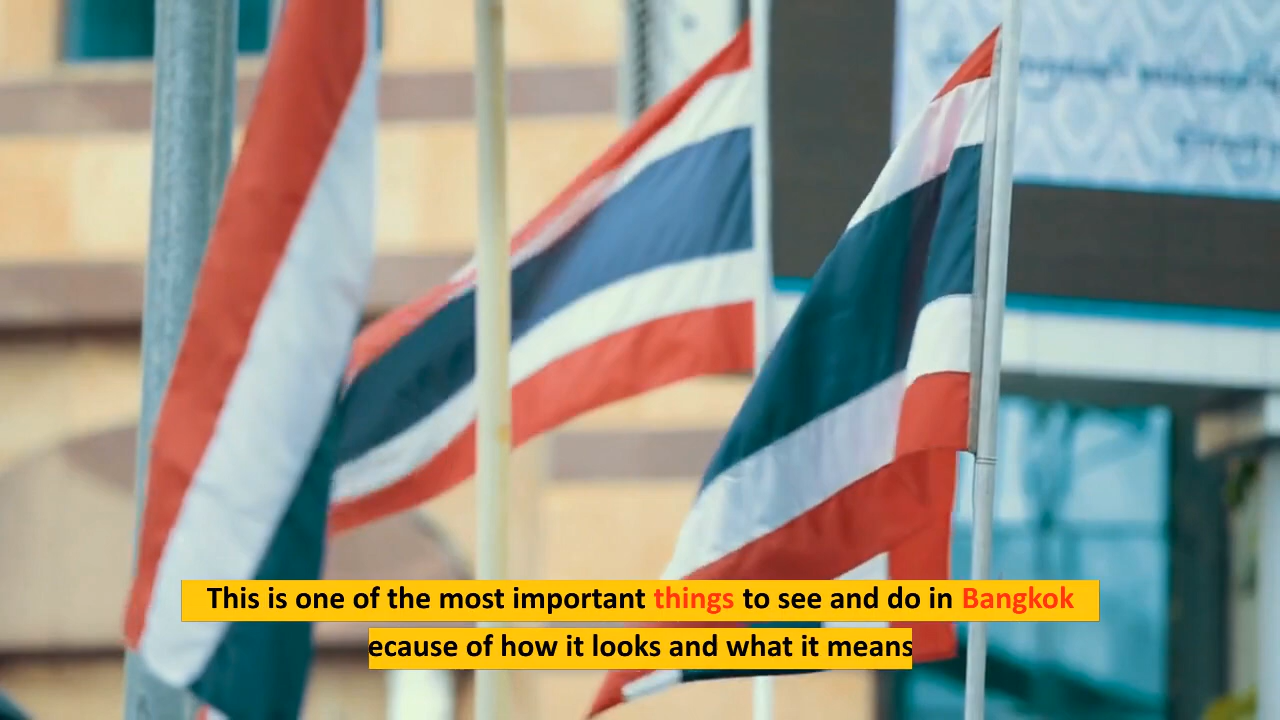 This is one of the most important things to see and do in Bangkok
ecause of how it looks and what it means